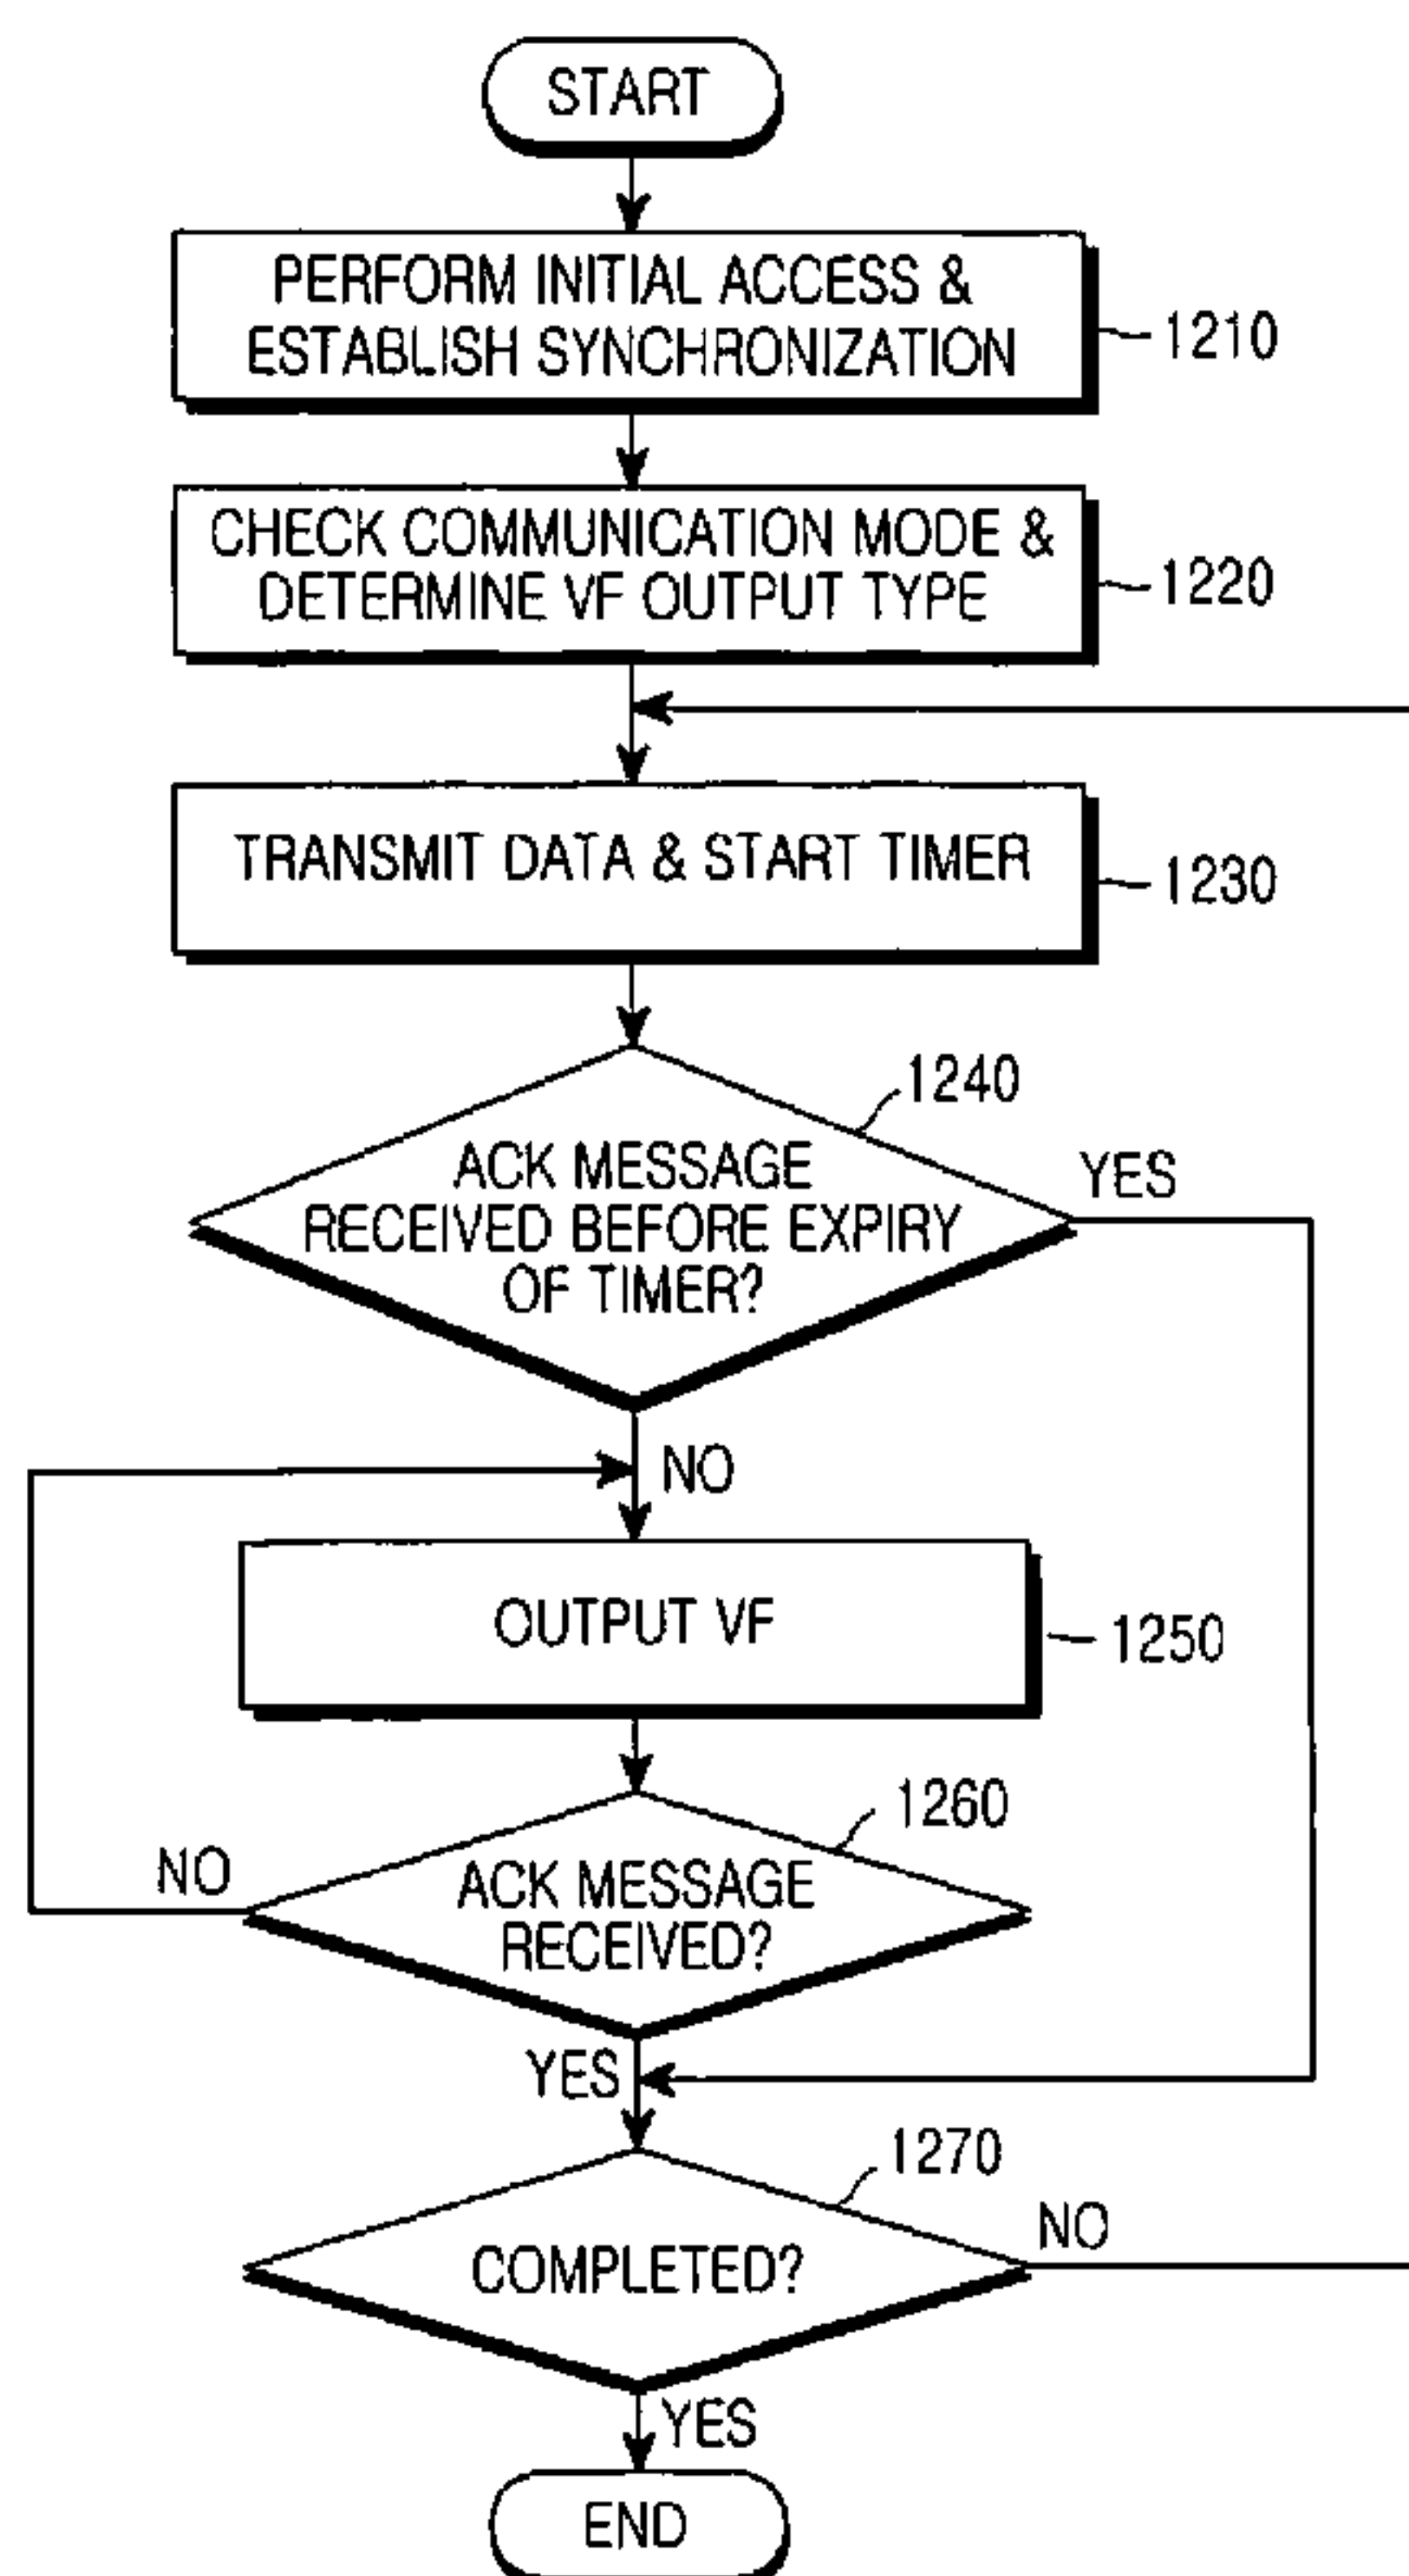 START
PERFORM INITIAL ACCESS &
ESTABLISH SYNCHRONIZATION
1210
CHECK COMMUNICATION MODE &
DETERMINE VF OUTPUT TYPE
1220
TRANSMIT DATA & START TIMER
1230
1240
ACK MESSAGE
RECEIVED BEFORE EXPIRY
OF TIMER?
YES
NO
OUTPUT VF
1250
1260
NO
ACK MESSAGE
RECEIVED?
YES
1270
NO
COMPLETED?
YES
END